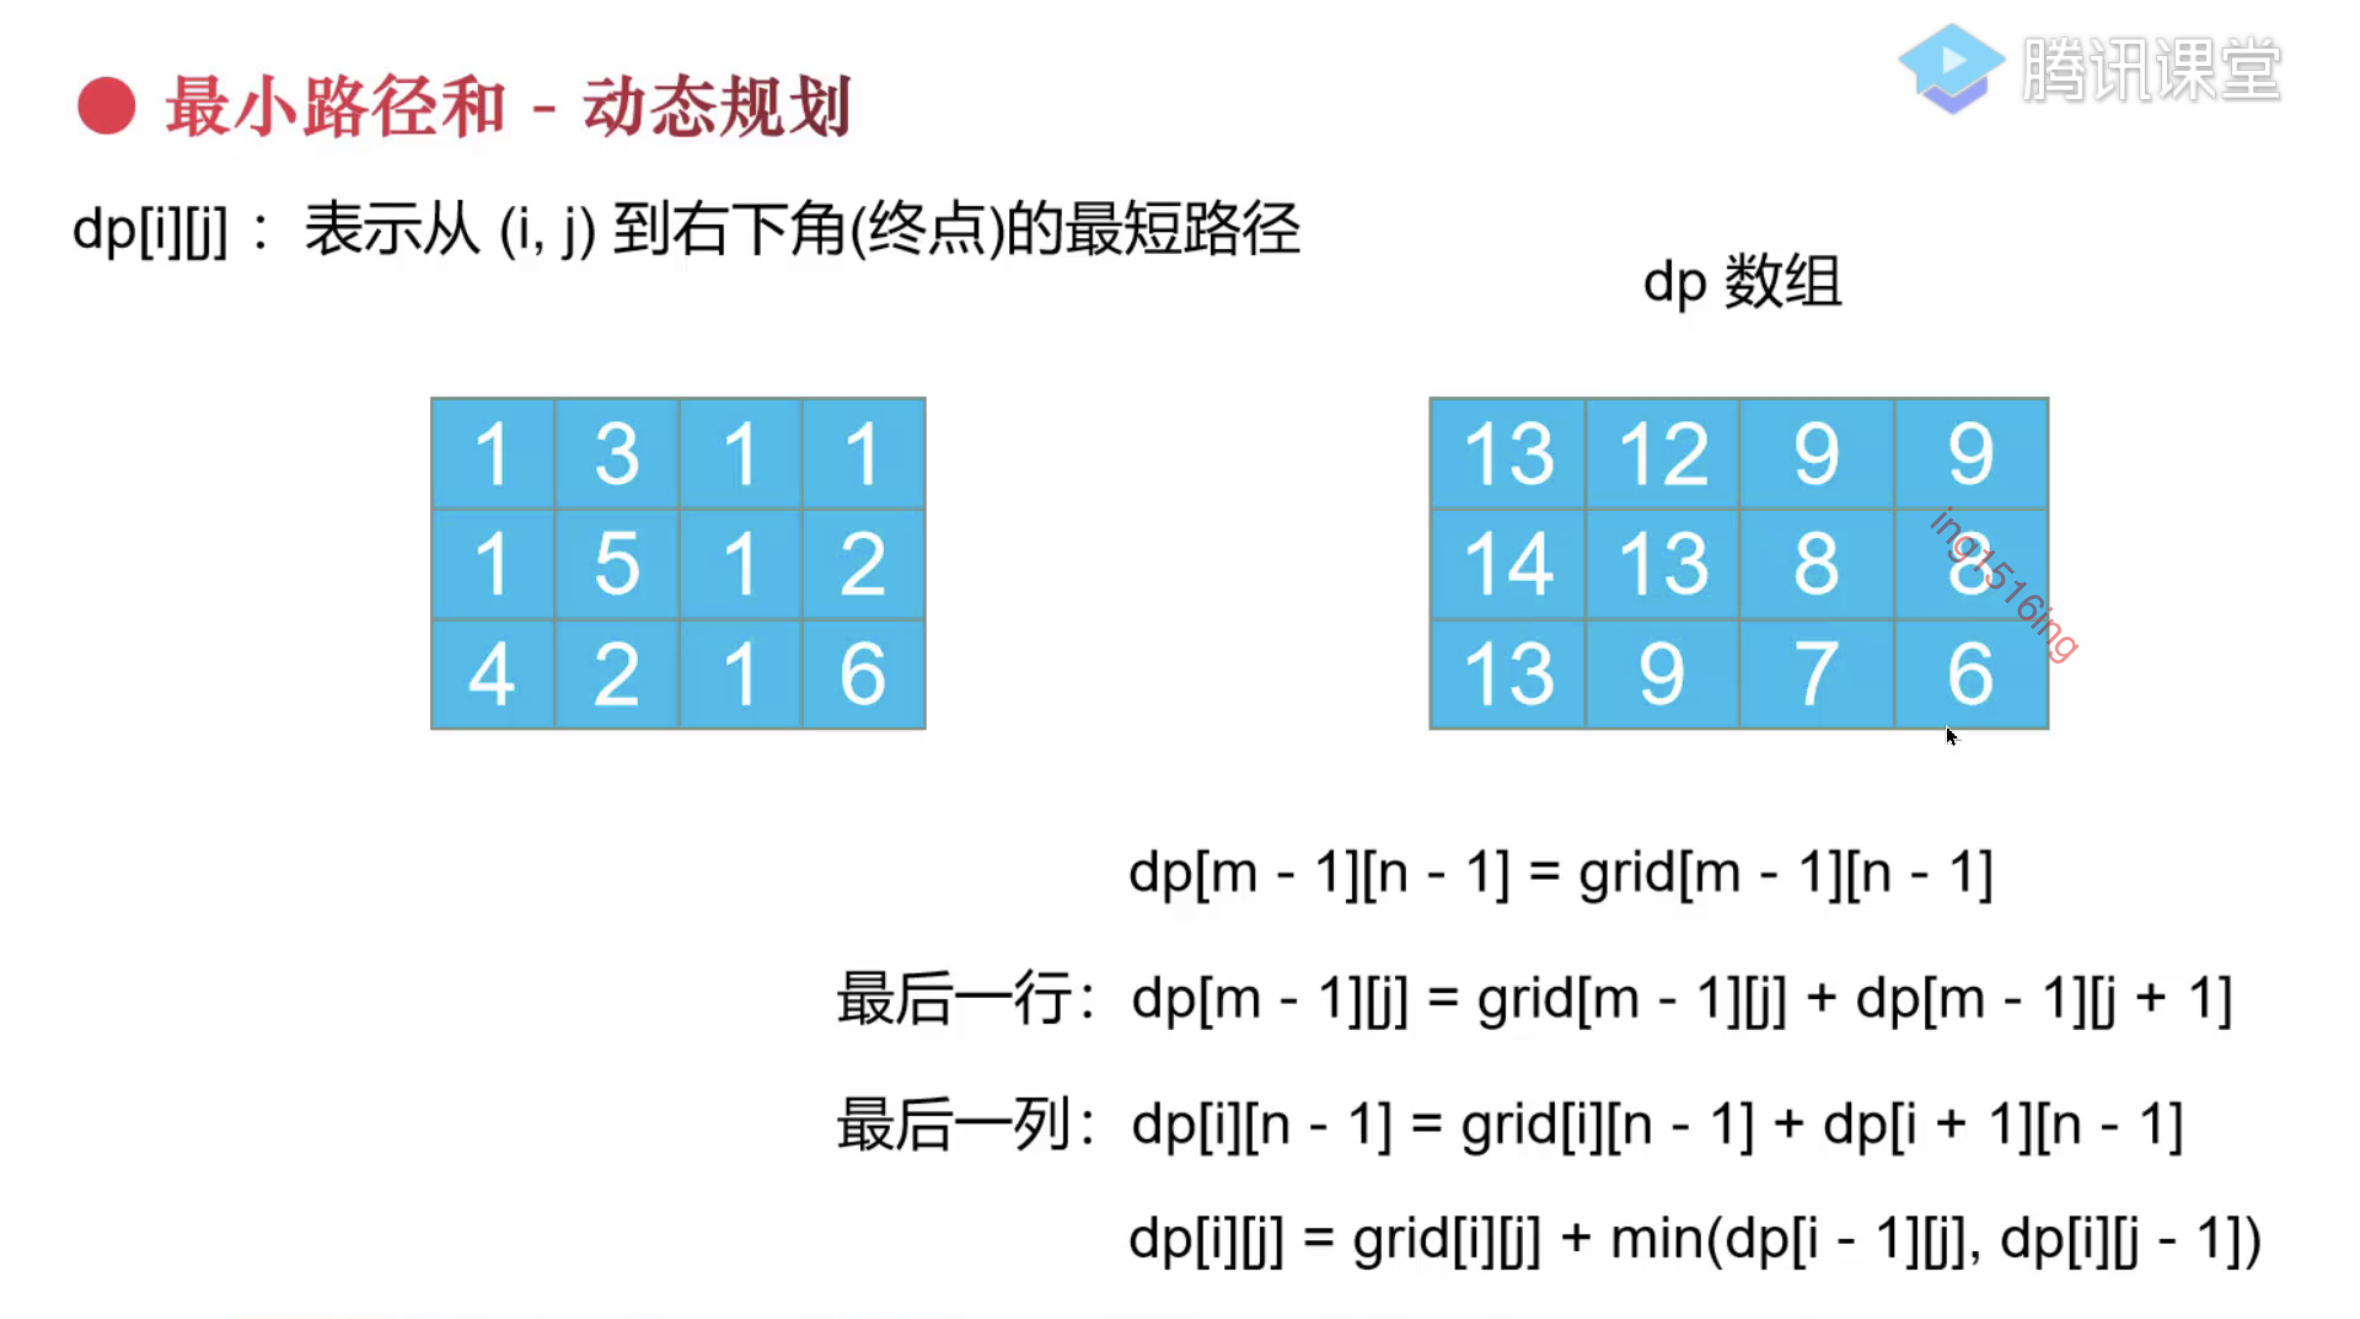 腾讯课堂
最小路径和 - 动态规划
dp[i][j] ：表示从 (i, j) 到右下角(终点)的最短路径
dp 数组
1 3 1 1
1 5 1 2
4 2 1 6
13 12 9 9
14 13 8 8
13 9 7 6
ing1516ing
dp[m - 1][n - 1] = grid[m - 1][n - 1]
最后一行：dp[m - 1][j] = grid[m - 1][j] + dp[m - 1][j + 1]
最后一列：dp[i][n - 1] = grid[i][n - 1] + dp[i + 1][n - 1]
dp[i][j] = grid[i][j] + min(dp[i - 1][j], dp[i][j - 1])